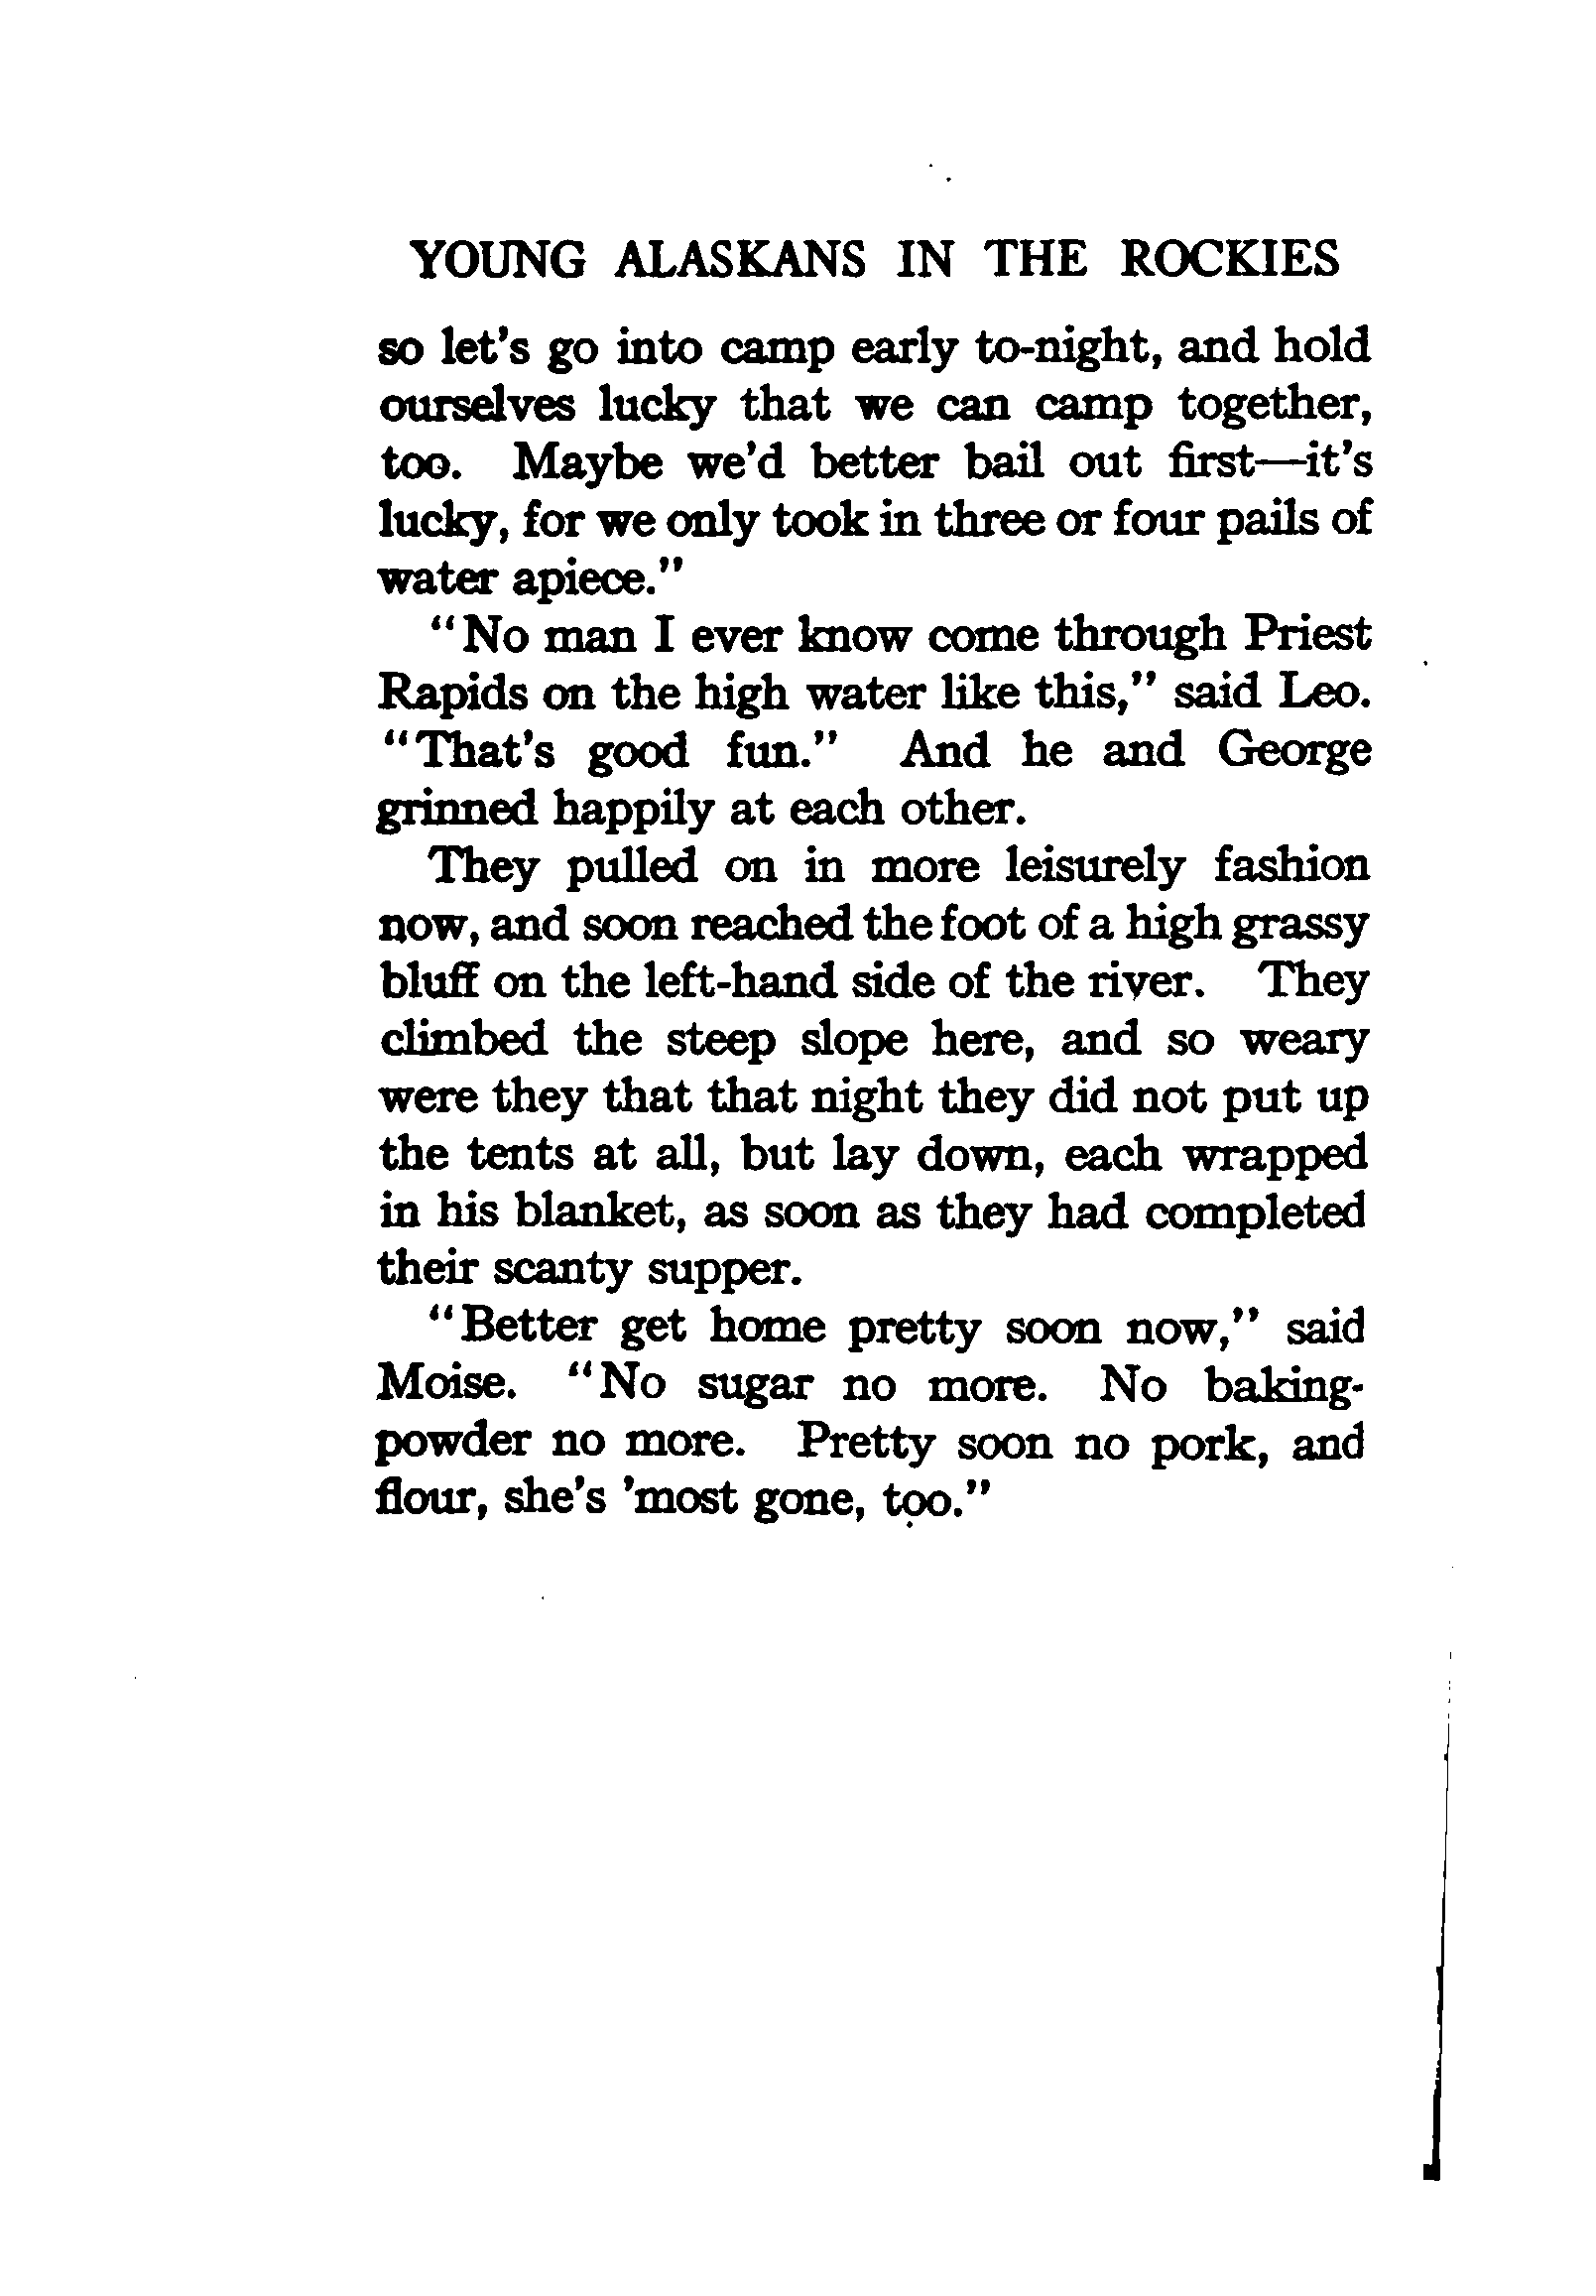 YOUNG ALASKANS IN THE ROCKIES
so let's go into camp early to-night, and hold
ourselves lucky that we can camp together,
too. Maybe we'd better bail out first—it's
lucky, for we only took in three or four pails of
water apiece."
"No man I ever know come through Priest
Rapids on the high water like this," said Leo.
"That's good fun." And he and George
grinned happily at each other.
They pulled on in more leisurely fashion
now, and soon reached the foot of a high grassy
bluff on the left-hand side of the river. They
climbed the steep slope here, and so weary
were they that that night they did not put up
the tents at all, but lay down, each wrapped
in his blanket, as soon as they had completed
their scanty supper.
"Better get home pretty soon now," said
Moise. "No sugar no more. No baking-
powder no more. Pretty soon no pork, and
flour, she's 'most gone, too."